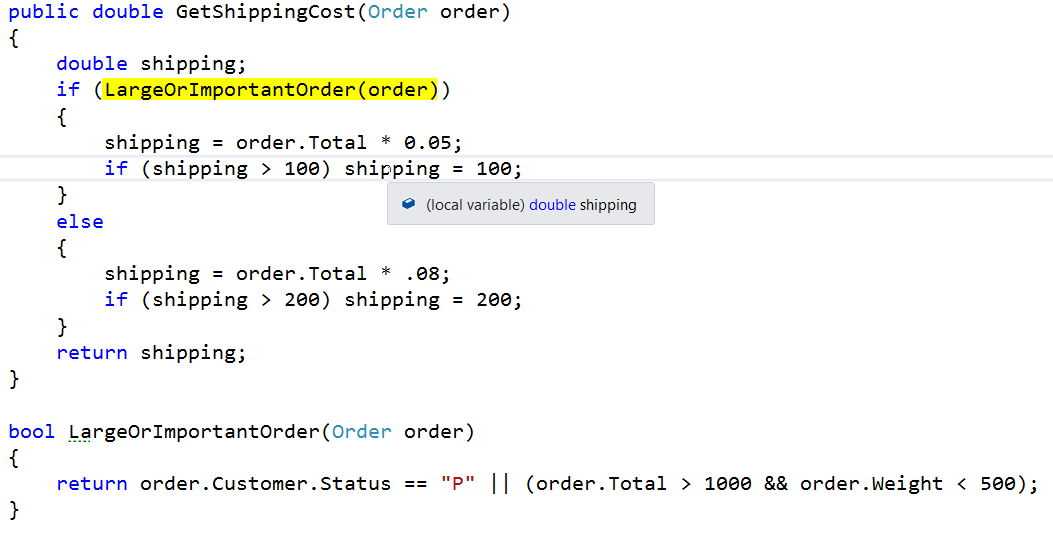 public double GetShippingCost(Order order)
{
double shipping;
if (LargeOrImportantOrder(order))
{
shipping = order.Total * 0.05;
if (shipping > 100) shipping = 100;
}
(local variable) double shipping
else
{
shipping = order.Total * .08;
if (shipping > 200) shipping = 200;
}
return shipping;
}
bool LargeOrImportantOrder(Order order)
{
return order.Customer.Status == "P" || (order.Total > 1000 && order.Weight < 500);
}